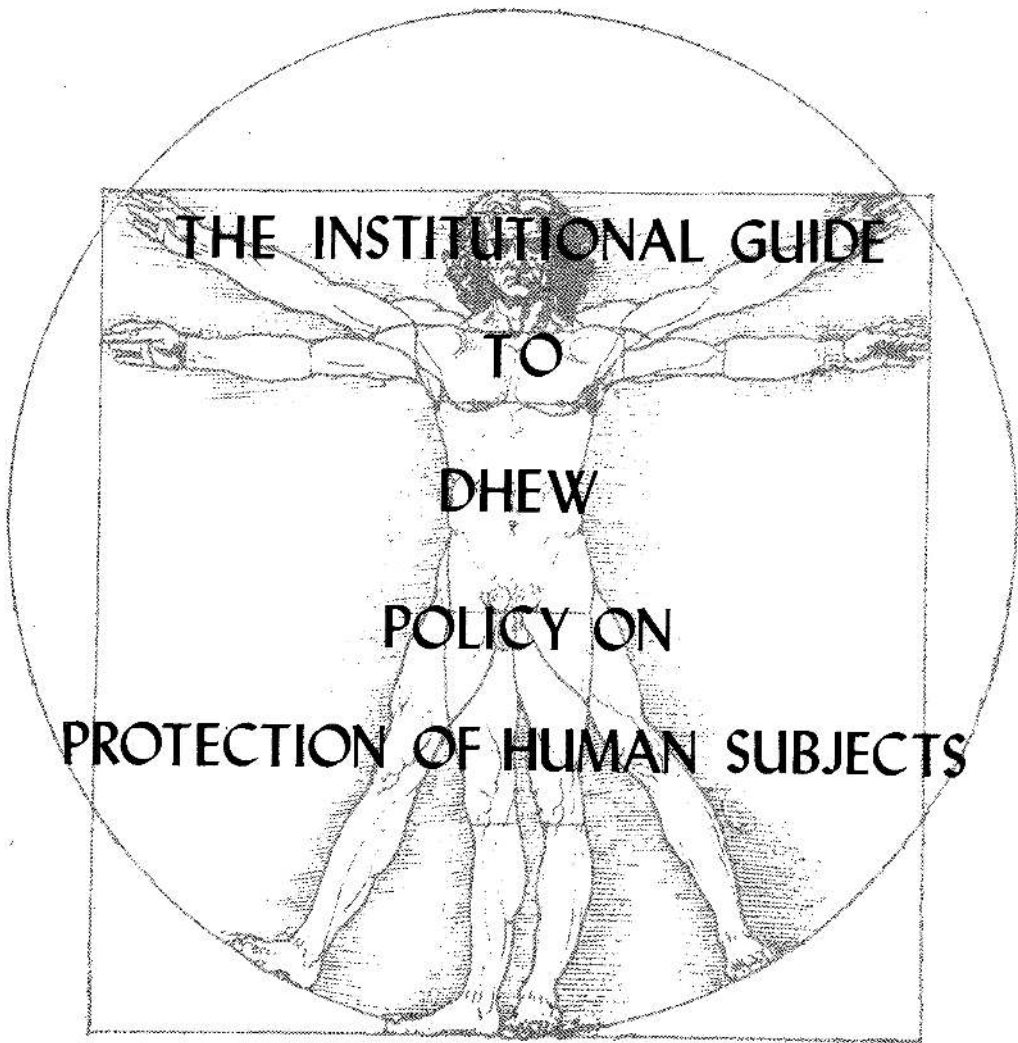 THE INSTITUTIONAL GUIDE
TO
DHEW
POLICY ON
PROTECTION OF HUMAN SUBJECTS